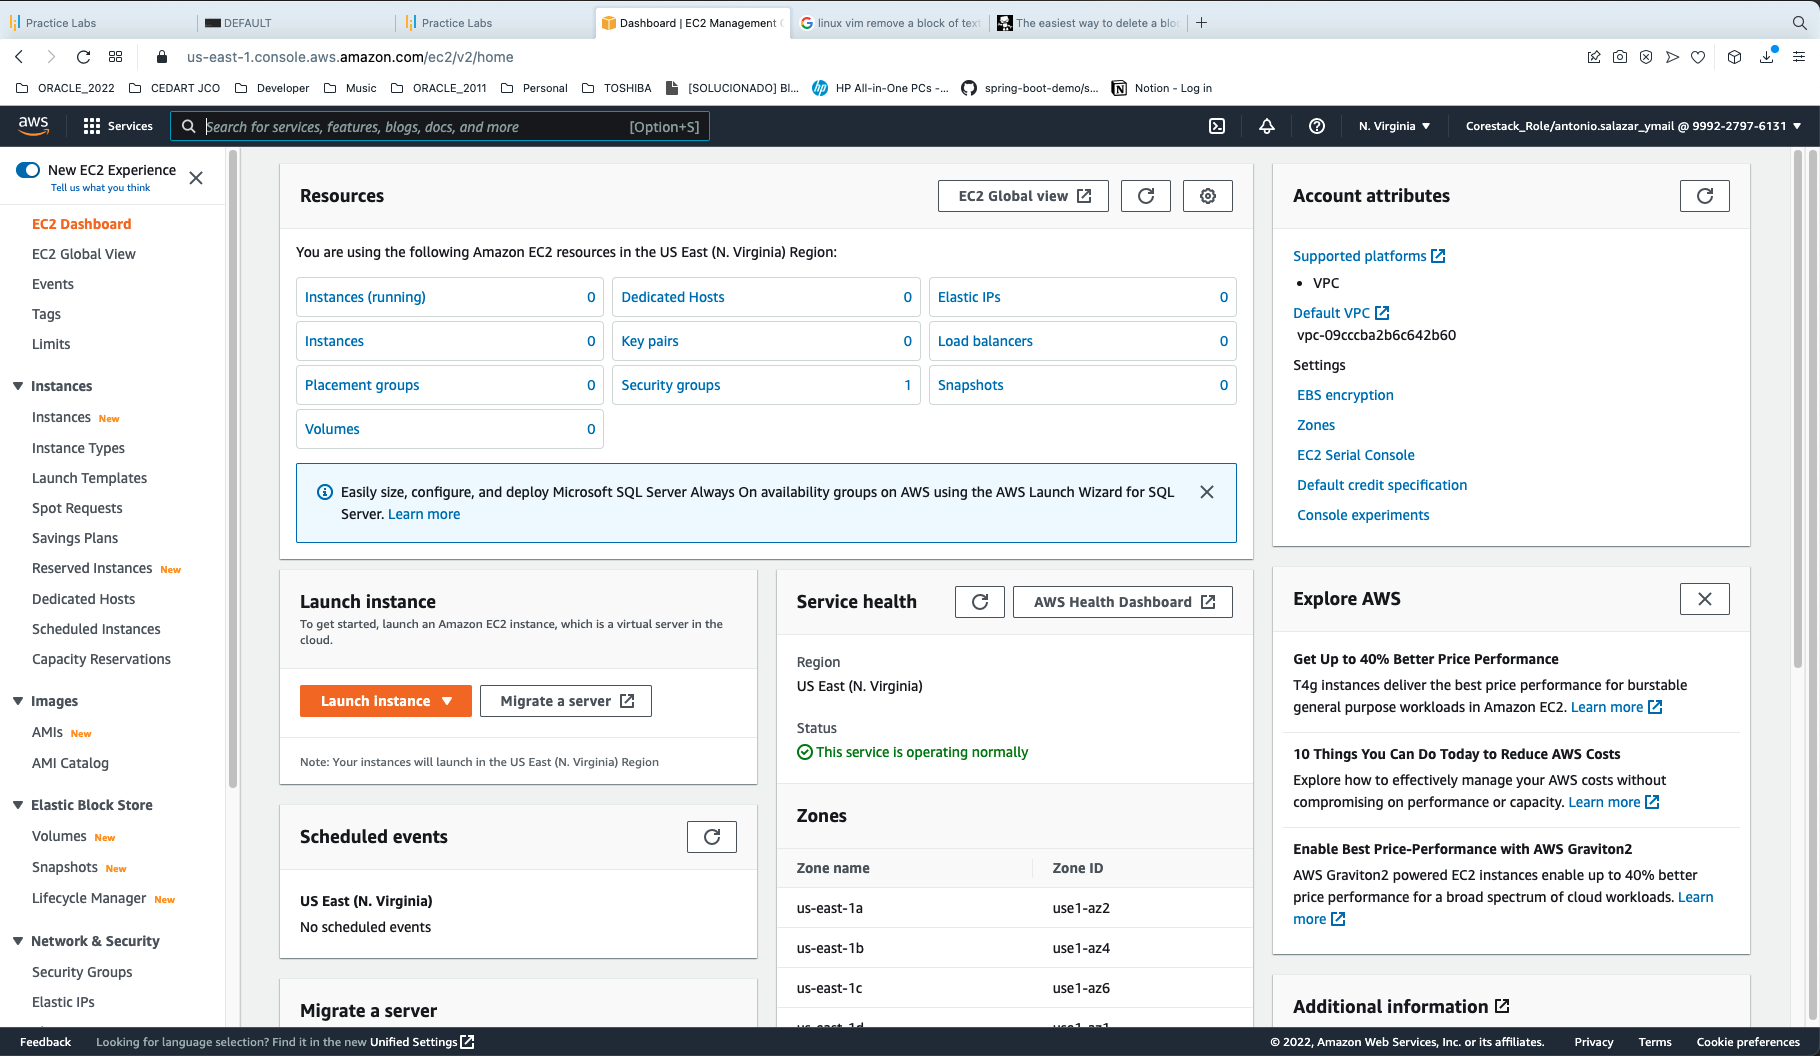 Practice Labs
DEFAULT
Practice Labs
Dashboard | EC2 Management
linux vim remove a block of tex
The easiest way to delete a blo
us-east-1.console.aws.amazon.com/ec2/v2/home
ORACLE_2022
CEDART JCO
Developer
Music
ORACLE_2011
Personal
TOSHIBA
[SOLUCIONADO] Bl...
HP All-in-One PCs -...
spring-boot-demo/s...
Notion - Log in
aws
Services
Search for services, features, blogs, docs, and more
[Option+S]
N. Virginia
Corestack_Role/antonio.salazar_ymail @ 9992-2797-6131
New EC2 Experience
Tell us what you think
EC2 Dashboard
EC2 Global View
Events
Tags
Limits
Instances
Instances New
Instance Types
Launch Templates
Spot Requests
Savings Plans
Reserved Instances New
Dedicated Hosts
Scheduled Instances
Capacity Reservations
Images
AMIs New
AMI Catalog
Elastic Block Store
Volumes New
Snapshots New
Lifecycle Manager New
Network & Security
Security Groups
Elastic IPs
Resources
EC2 Global view
You are using the following Amazon EC2 resources in the US East (N. Virginia) Region:
Instances (running) 0
Dedicated Hosts 0
Elastic IPs 0
Instances 0
Key pairs 0
Load balancers 0
Placement groups 0
Security groups 1
Snapshots 0
Volumes 0
Easily size, configure, and deploy Microsoft SQL Server Always On availability groups on AWS using the AWS Launch Wizard for SQL
Server. Learn more
Launch instance
To get started, launch an Amazon EC2 instance, which is a virtual server in the
cloud.
Launch instance
Migrate a server
Note: Your instances will launch in the US East (N. Virginia) Region
Scheduled events
US East (N. Virginia)
No scheduled events
Migrate a server
Service health
AWS Health Dashboard
Region
US East (N. Virginia)
Status
This service is operating normally
Zones
Zone name Zone ID
us-east-1a use1-az2
us-east-1b use1-az4
us-east-1c use1-az6
us-east-1d use1-az1
Account attributes
Supported platforms
• VPC
Default VPC
vpc-09cccba2b6c642b60
Settings
EBS encryption
Zones
EC2 Serial Console
Default credit specification
Console experiments
Explore AWS
Get Up to 40% Better Price Performance
T4g instances deliver the best price performance for burstable
general purpose workloads in Amazon EC2. Learn more
10 Things You Can Do Today to Reduce AWS Costs
Explore how to effectively manage your AWS costs without
compromising on performance or capacity. Learn more
Enable Best Price-Performance with AWS Graviton2
AWS Graviton2 powered EC2 instances enable up to 40% better
price performance for a broad spectrum of cloud workloads. Learn
more
Additional information
Feedback
Looking for language selection? Find it in the new Unified Settings
© 2022, Amazon Web Services, Inc. or its affiliates.
Privacy
Terms
Cookie preferences